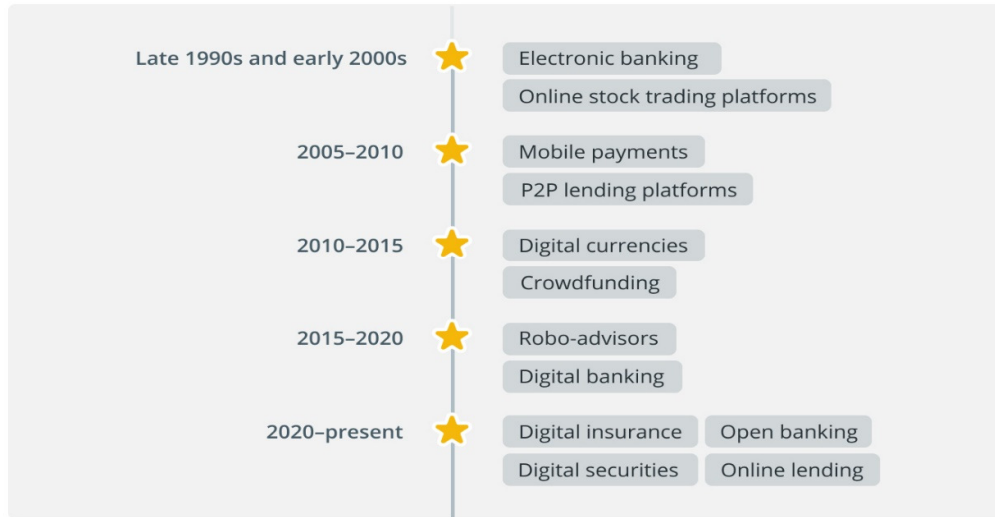 Late 1990s and early 2000s
Electronic banking
Online stock trading platforms
2005–2010
Mobile payments
P2P lending platforms
2010–2015
Digital currencies
Crowdfunding
2015–2020
Robo-advisors
Digital banking
2020–present
Digital insurance Open banking
Digital securities Online lending